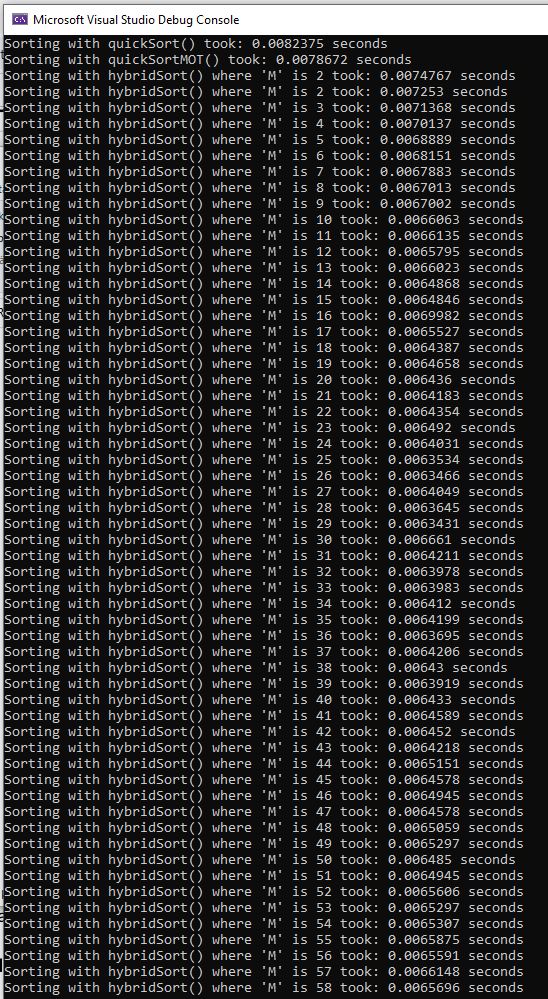 Microsoft Visual Studio Debug Console
Sorting with quickSort() took: 0.0082375 seconds
Sorting with quickSortMOT() took: 0.0078672 seconds
Sorting with hybridSort() where 'M' is 2 took: 0.0074767 seconds
Sorting with hybridSort() where 'M' is 2 took: 0.007253 seconds
Sorting with hybridSort() where 'M' is 3 took: 0.0071368 seconds
Sorting with hybridSort() where 'M' is 4 took: 0.0070137 seconds
Sorting with hybridSort() where 'M' is 5 took: 0.0068889 seconds
Sorting with hybridSort() where 'M' is 6 took: 0.0068151 seconds
Sorting with hybridSort() where 'M' is 7 took: 0.0067883 seconds
Sorting with hybridSort() where 'M' is 8 took: 0.0067013 seconds
Sorting with hybridSort() where 'M' is 9 took: 0.0067002 seconds
Sorting with hybridSort() where 'M' is 10 took: 0.0066063 seconds
Sorting with hybridSort() where 'M' is 11 took: 0.0066135 seconds
Sorting with hybridSort() where 'M' is 12 took: 0.0065795 seconds
Sorting with hybridSort() where 'M' is 13 took: 0.0066023 seconds
Sorting with hybridSort() where 'M' is 14 took: 0.0064868 seconds
Sorting with hybridSort() where 'M' is 15 took: 0.0064846 seconds
Sorting with hybridSort() where 'M' is 16 took: 0.0069982 seconds
Sorting with hybridSort() where 'M' is 17 took: 0.0065527 seconds
Sorting with hybridSort() where 'M' is 18 took: 0.0064387 seconds
Sorting with hybridSort() where 'M' is 19 took: 0.0064658 seconds
Sorting with hybridSort() where 'M' is 20 took: 0.006436 seconds
Sorting with hybridSort() where 'M' is 21 took: 0.0064183 seconds
Sorting with hybridSort() where 'M' is 22 took: 0.0064354 seconds
Sorting with hybridSort() where 'M' is 23 took: 0.006492 seconds
Sorting with hybridSort() where 'M' is 24 took: 0.0064031 seconds
Sorting with hybridSort() where 'M' is 25 took: 0.0063534 seconds
Sorting with hybridSort() where 'M' is 26 took: 0.0063466 seconds
Sorting with hybridSort() where 'M' is 27 took: 0.0064049 seconds
Sorting with hybridSort() where 'M' is 28 took: 0.0063645 seconds
Sorting with hybridSort() where 'M' is 29 took: 0.0063431 seconds
Sorting with hybridSort() where 'M' is 30 took: 0.006661 seconds
Sorting with hybridSort() where 'M' is 31 took: 0.0064211 seconds
Sorting with hybridSort() where 'M' is 32 took: 0.0063978 seconds
Sorting with hybridSort() where 'M' is 33 took: 0.0063983 seconds
Sorting with hybridSort() where 'M' is 34 took: 0.006412 seconds
Sorting with hybridSort() where 'M' is 35 took: 0.0064199 seconds
Sorting with hybridSort() where 'M' is 36 took: 0.0063695 seconds
Sorting with hybridSort() where 'M' is 37 took: 0.0064206 seconds
Sorting with hybridSort() where 'M' is 38 took: 0.00643 seconds
Sorting with hybridSort() where 'M' is 39 took: 0.0063919 seconds
Sorting with hybridSort() where 'M' is 40 took: 0.006433 seconds
Sorting with hybridSort() where 'M' is 41 took: 0.0064589 seconds
Sorting with hybridSort() where 'M' is 42 took: 0.006452 seconds
Sorting with hybridSort() where 'M' is 43 took: 0.0064218 seconds
Sorting with hybridSort() where 'M' is 44 took: 0.0065151 seconds
Sorting with hybridSort() where 'M' is 45 took: 0.0064578 seconds
Sorting with hybridSort() where 'M' is 46 took: 0.0064945 seconds
Sorting with hybridSort() where 'M' is 47 took: 0.0064578 seconds
Sorting with hybridSort() where 'M' is 48 took: 0.0065059 seconds
Sorting with hybridSort() where 'M' is 49 took: 0.0065297 seconds
Sorting with hybridSort() where 'M' is 50 took: 0.006485 seconds
Sorting with hybridSort() where 'M' is 51 took: 0.0064945 seconds
Sorting with hybridSort() where 'M' is 52 took: 0.0065606 seconds
Sorting with hybridSort() where 'M' is 53 took: 0.0065297 seconds
Sorting with hybridSort() where 'M' is 54 took: 0.0065307 seconds
Sorting with hybridSort() where 'M' is 55 took: 0.0065875 seconds
Sorting with hybridSort() where 'M' is 56 took: 0.0065591 seconds
Sorting with hybridSort() where 'M' is 57 took: 0.0066148 seconds
Sorting with hybridSort() where 'M' is 58 took: 0.0065696 seconds